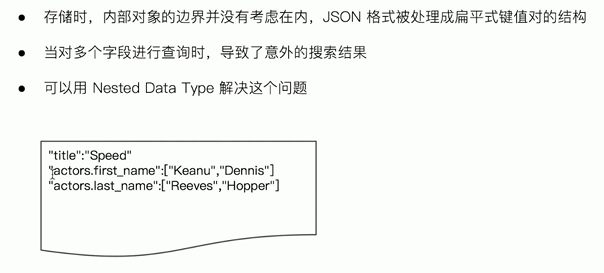 ● 存储时，内部对象的边界并没有考虑在内，JSON 格式被处理成扁平式键值对的结构
● 当对多个字段进行查询时，导致了意外的搜索结果
● 可以用 Nested Data Type 解决这个问题
"title":"Speed"
"actors.first_name":["Keanu","Dennis"]
"actors.last_name":["Reeves","Hopper"]